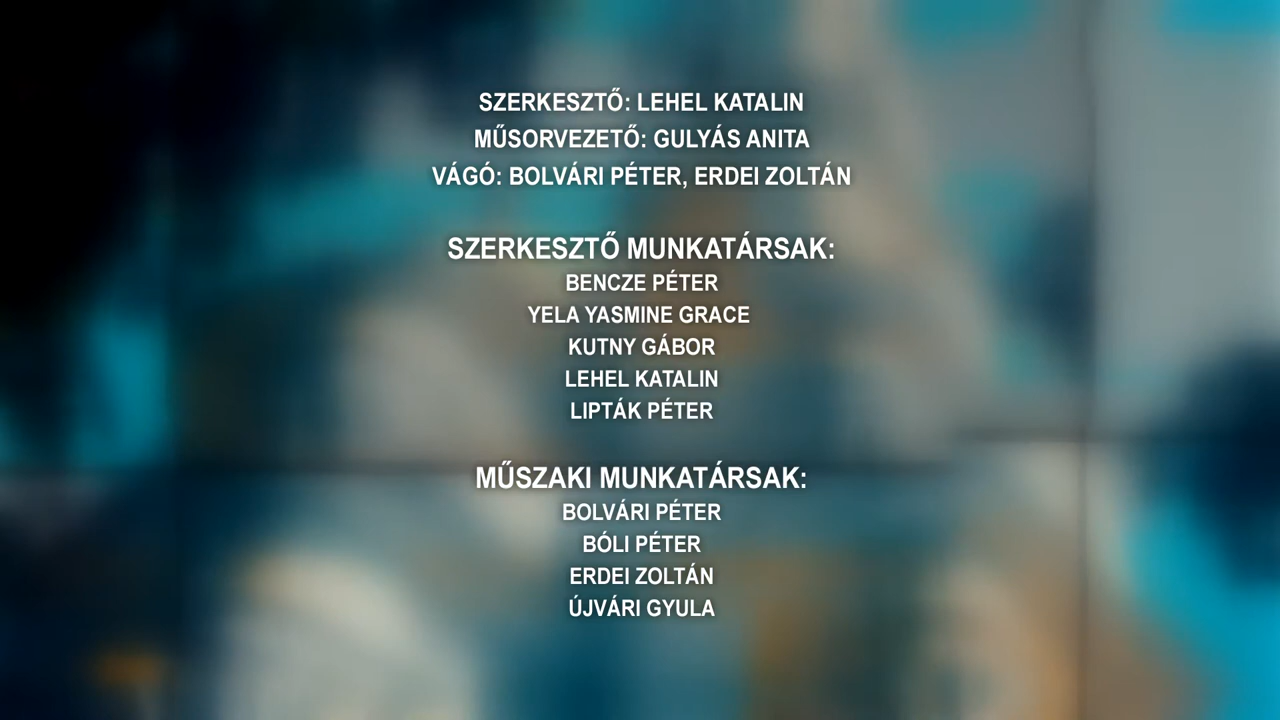 SZERKESZTŐ: LEHEL KATALIN
MŰSORVEZETŐ: GULYÁS ANITA
VÁGÓ: BOLVÁRI PÉTER, ERDEI ZOLTÁN
SZERKESZTŐ MUNKATÁRSAK:
BENCZE PÉTER
YELA YASMINE GRACE
KUTNY GÁBOR
LEHEL KATALIN
LIPTÁK PÉTER
MŰSZAKI MUNKATÁRSAK:
BOLVÁRI PÉTER
BÓLI PÉTER
ERDEI ZOLTÁN
ÚJVÁRI GYULA